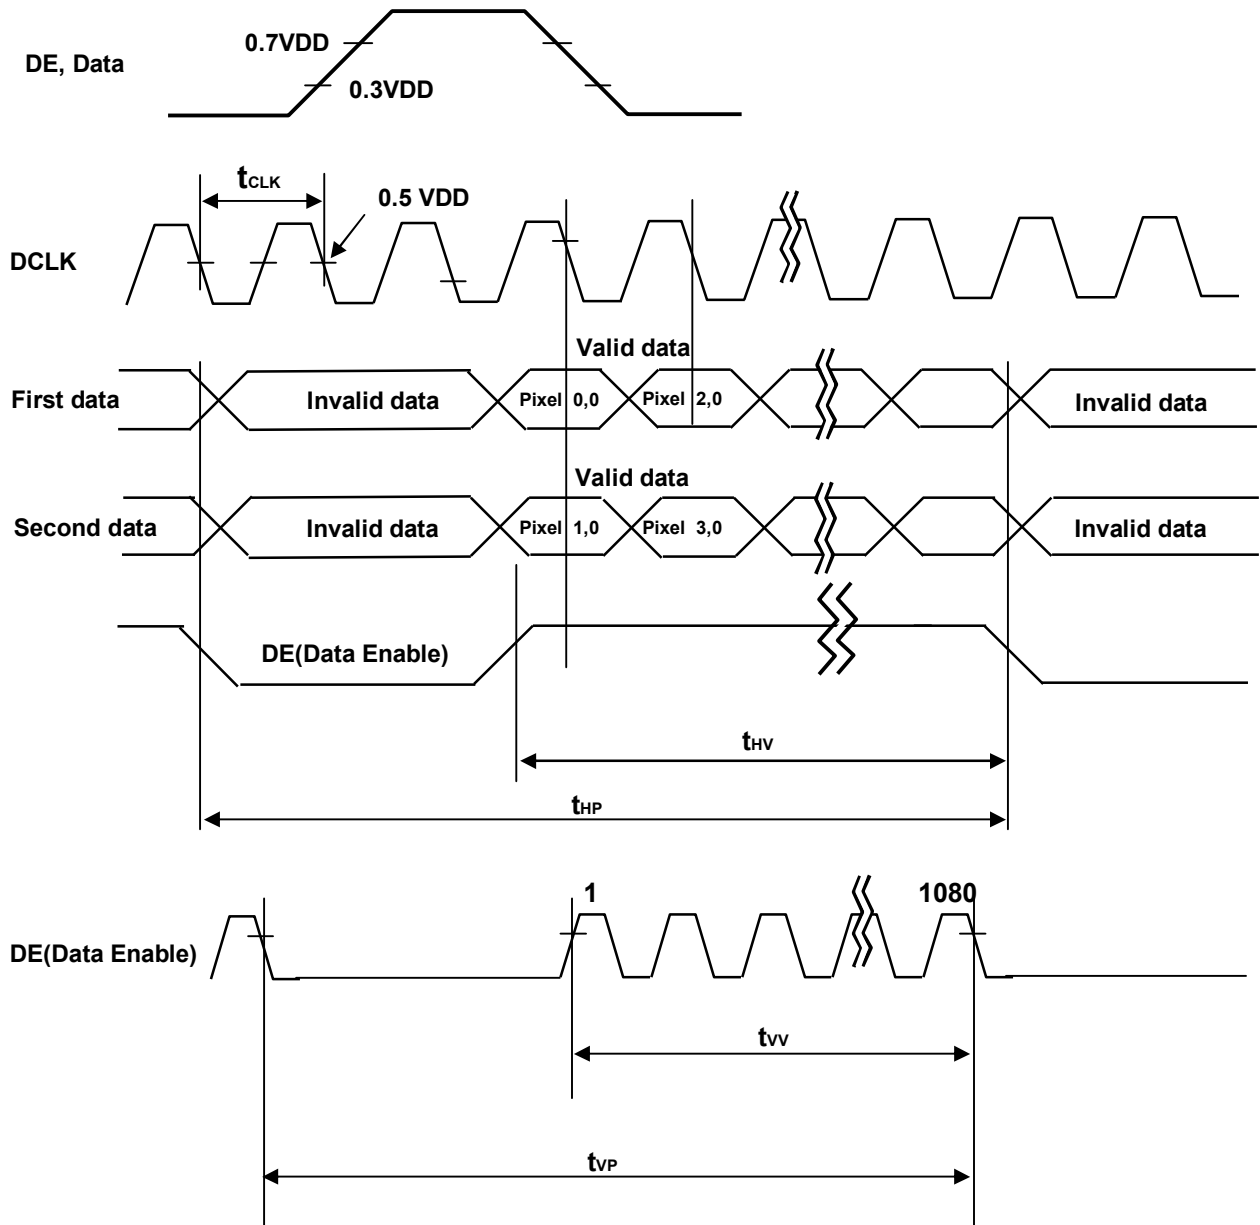 0.7VDD
DE, Data
0.3VDD
tCLK
0.5 VDD
DCLK
Valid data
First data
Invalid data
Pixel 0,0
Pixel 2,0
Invalid data
Valid data
Second data
Invalid data
Pixel 1,0
Pixel 3,0
Invalid data
DE(Data Enable)
tHV
tHP
1
1080
DE(Data Enable)
tVV
tVP